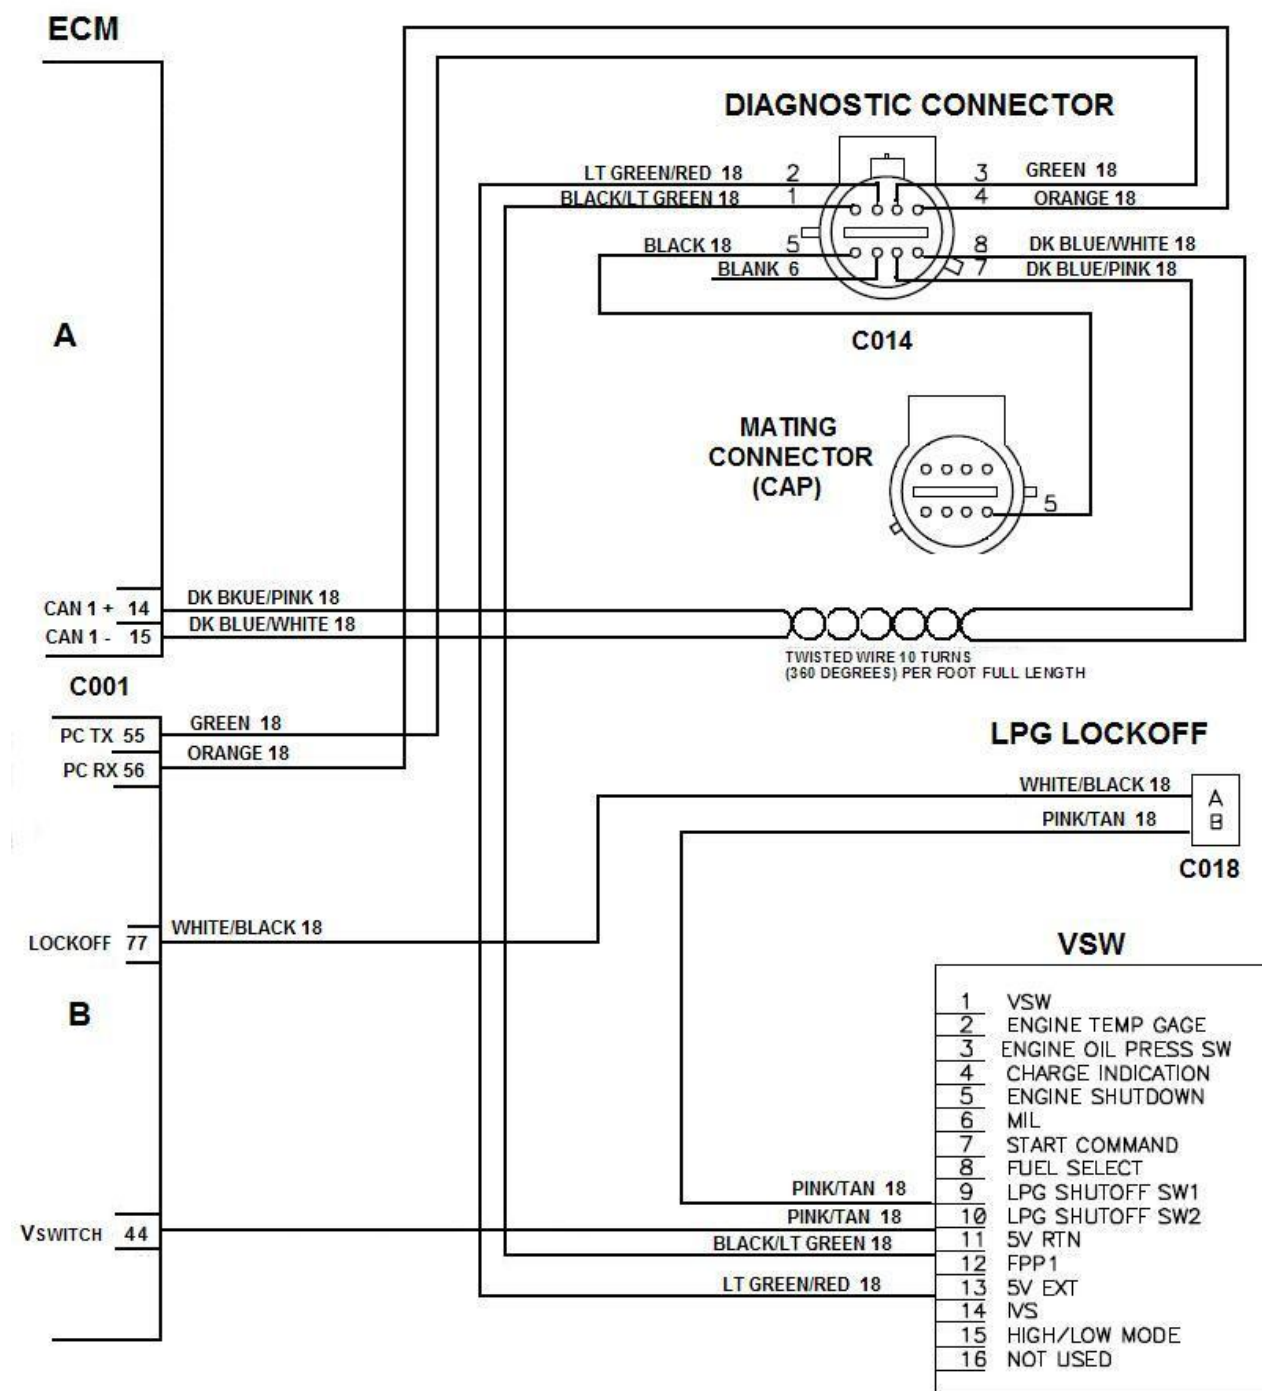 ECM
DIAGNOSTIC CONNECTOR
LT GREEN/RED 18 2
3 GREEN 18
BLACK/LT GREEN 18 1
4 ORANGE 18
BLACK 18 5
8 DK BLUE/WHITE 18
BLANK 6
7 DK BLUE/PINK 18
A
C014
MATING
CONNECTOR
(CAP)
5
CAN 1 + 14 DK BKUE/PINK 18
CAN 1 - 15 DK BLUE/WHITE 18
TWISTED WIRE 10 TURNS
(360 DEGREES) PER FOOT FULL LENGTH
C001
PC TX 55 GREEN 18
PC RX 56 ORANGE 18
LPG LOCKOFF
WHITE/BLACK 18 A
PINK/TAN 18 B
C018
LOCKOFF 77 WHITE/BLACK 18
VSW
B
1 VSW
2 ENGINE TEMP GAGE
3 ENGINE OIL PRESS SW
4 CHARGE INDICATION
5 ENGINE SHUTDOWN
6 MIL
7 START COMMAND
8 FUEL SELECT
PINK/TAN 18 9 LPG SHUTOFF SW1
PINK/TAN 18 10 LPG SHUTOFF SW2
VSWITCH 44
BLACK/LT GREEN 18 11 5V RTN
12 FPP1
LT GREEN/RED 18 13 5V EXT
14 IVS
15 HIGH/LOW MODE
16 NOT USED